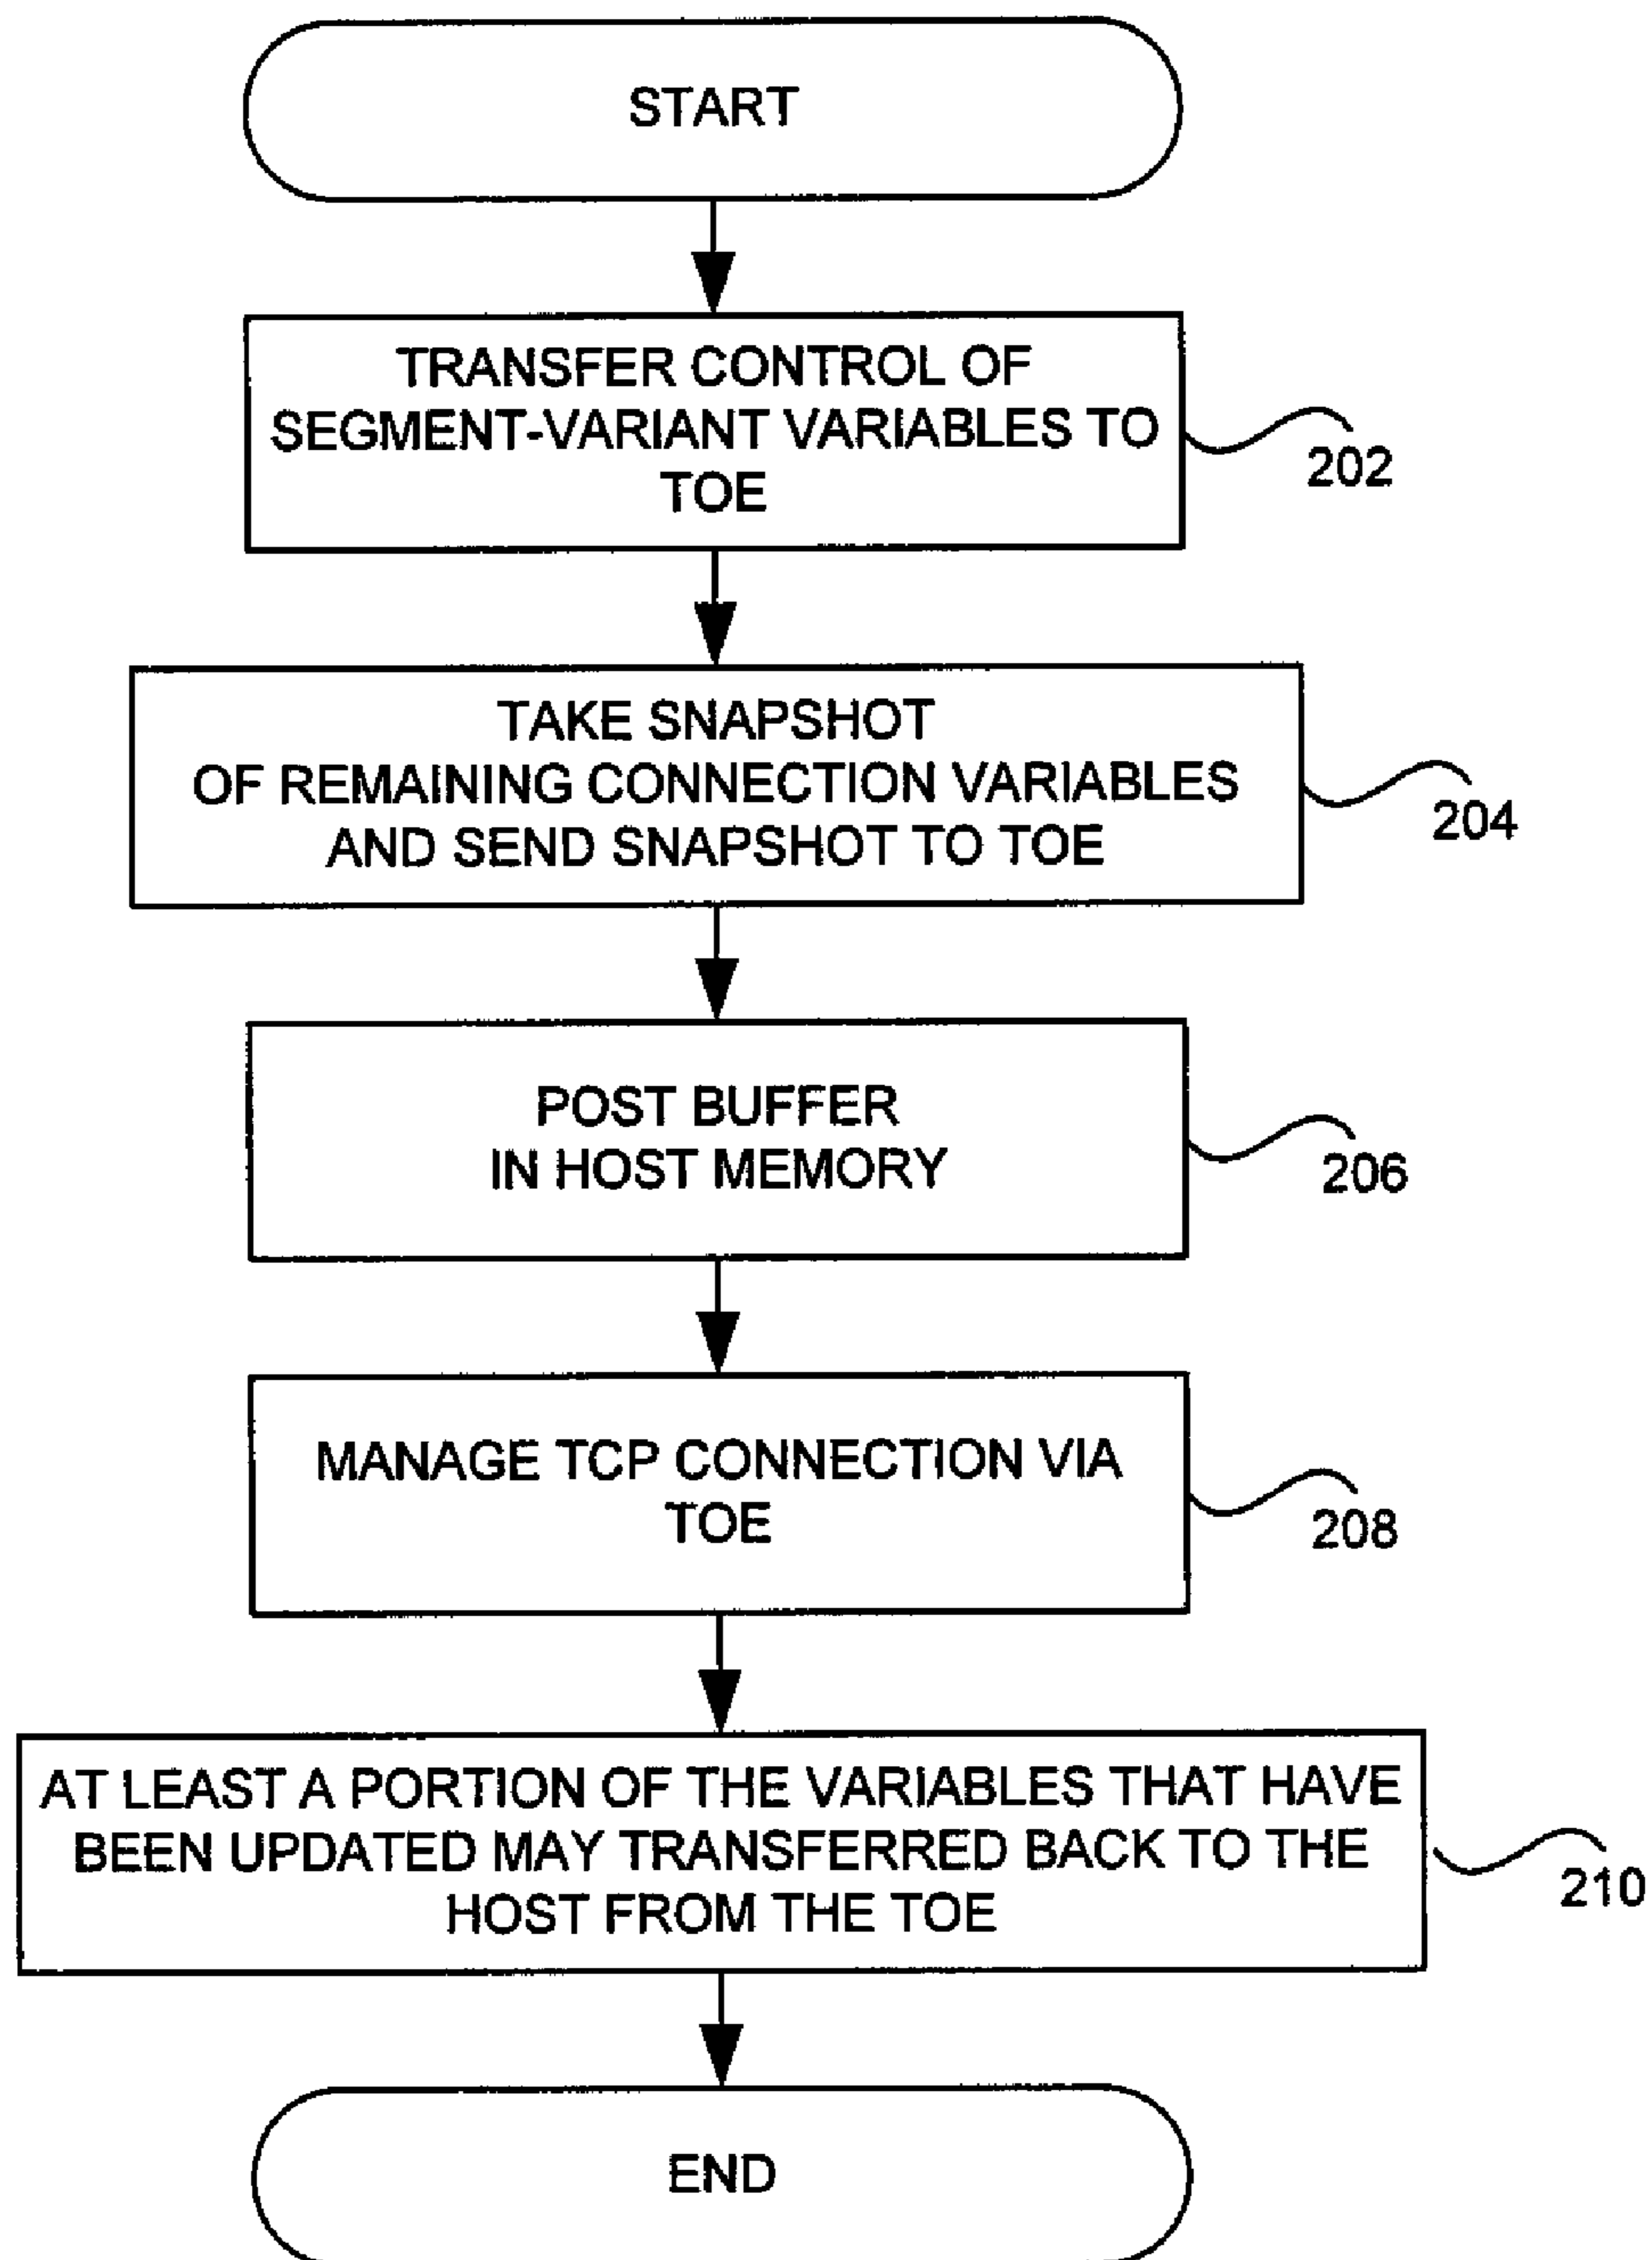 START
TRANSFER CONTROL OF
SEGMENT-VARIANT VARIABLES TO
TOE
202
TAKE SNAPSHOT
OF REMAINING CONNECTION VARIABLES
AND SEND SNAPSHOT TO TOE
204
POST BUFFER
IN HOST MEMORY
206
MANAGE TCP CONNECTION VIA
TOE
208
AT LEAST A PORTION OF THE VARIABLES THAT HAVE
BEEN UPDATED MAY TRANSFERRED BACK TO THE
HOST FROM THE TOE
210
END